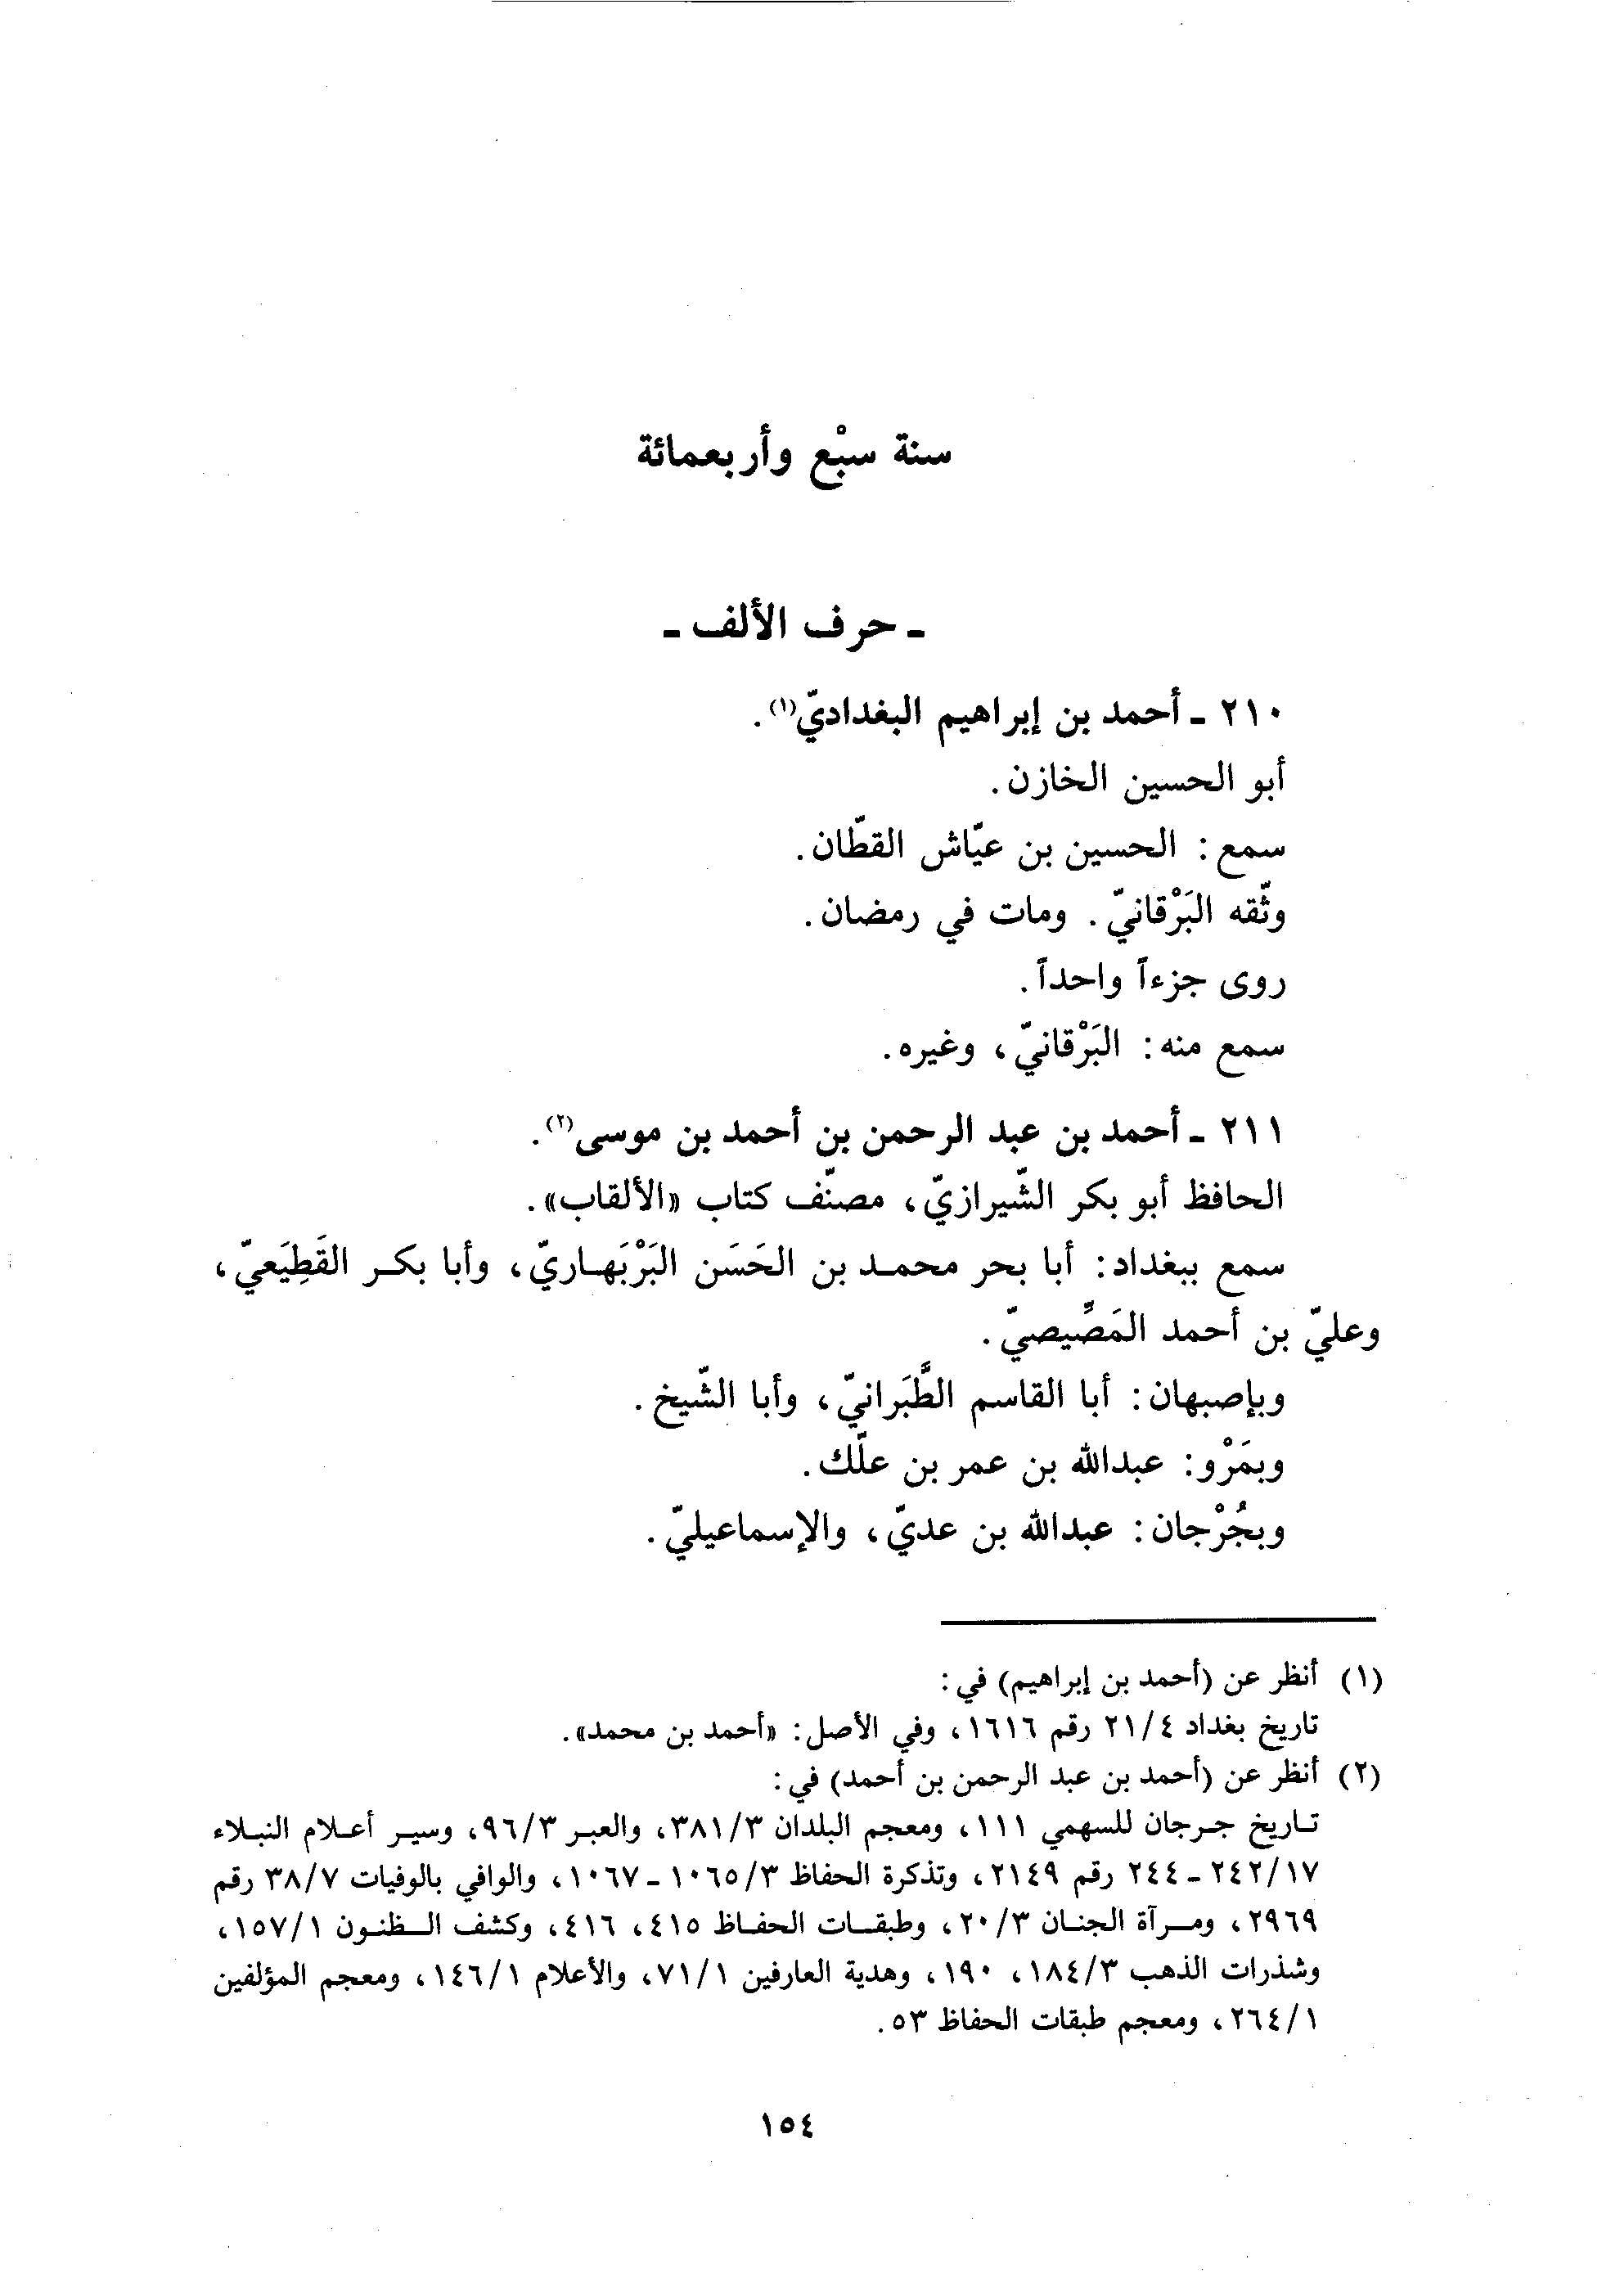 سنة سبْع وأربعمائة
ـ حرف الألف ـ
٢١٠ ـ أحمد بن إبراهيم البغداديّ(١).
أبو الحسين الخازن.
سمع: الحسين بن عيّاش القطّان.
وثّقه البَرْقانيّ. ومات في رمضان.
روى جزءاً واحداً.
سمع منه: البَرْقانيّ، وغيره.
٢١١ ـ أحمد بن عبد الرحمن بن أحمد بن موسى(٢).
الحافظ أبو بكر الشّيرازيّ، مصنّف كتاب «الألقاب».
سمع ببغداد: أبا بحر محمد بن الحَسَن البَرْبَهاريّ، وأبا بكر القَطِيَعيّ،
وعليّ بن أحمد المَصِّيصيّ.
وبإصبهان: أبا القاسم الطَّبَرانيّ، وأبا الشّيخ.
وبمَرْو: عبدالله بن عمر بن علّك.
وبجُرْجان: عبدالله بن عديّ، والإسماعيليّ.
(١) أنظر عن (أحمد بن إبراهيم) في:
تاريخ بغداد ٢١/٤ رقم ١٦١٦، وفي الأصل: «أحمد بن محمد».
(٢) أنظر عن (أحمد بن عبد الرحمن بن أحمد) في:
تاريخ جرجان للسهمي ١١١، ومعجم البلدان ٣٨١/٣، والعبر ٩٦/٣، وسير أعلام النبلاء
٢٤٢/١٧ ـ ٢٤٤ رقم ٢١٤٩، وتذكرة الحفاظ ١٠٦٥/٣ ـ ١٠٦٧، والوافي بالوفيات ٣٨/٧ رقم
٢٩٦٩، ومرآة الجنان ٢٠/٣، وطبقات الحفاظ ٤١٥، ٤١٦، وكشف الظنون ١٥٧/١،
وشذرات الذهب ١٨٤/٣، ١٩٠، وهدية العارفين ٧١/١، والأعلام ١٤٦/١، ومعجم المؤلفين
٢٦٤/١، ومعجم طبقات الحفاظ ٥٣.
١٥٤